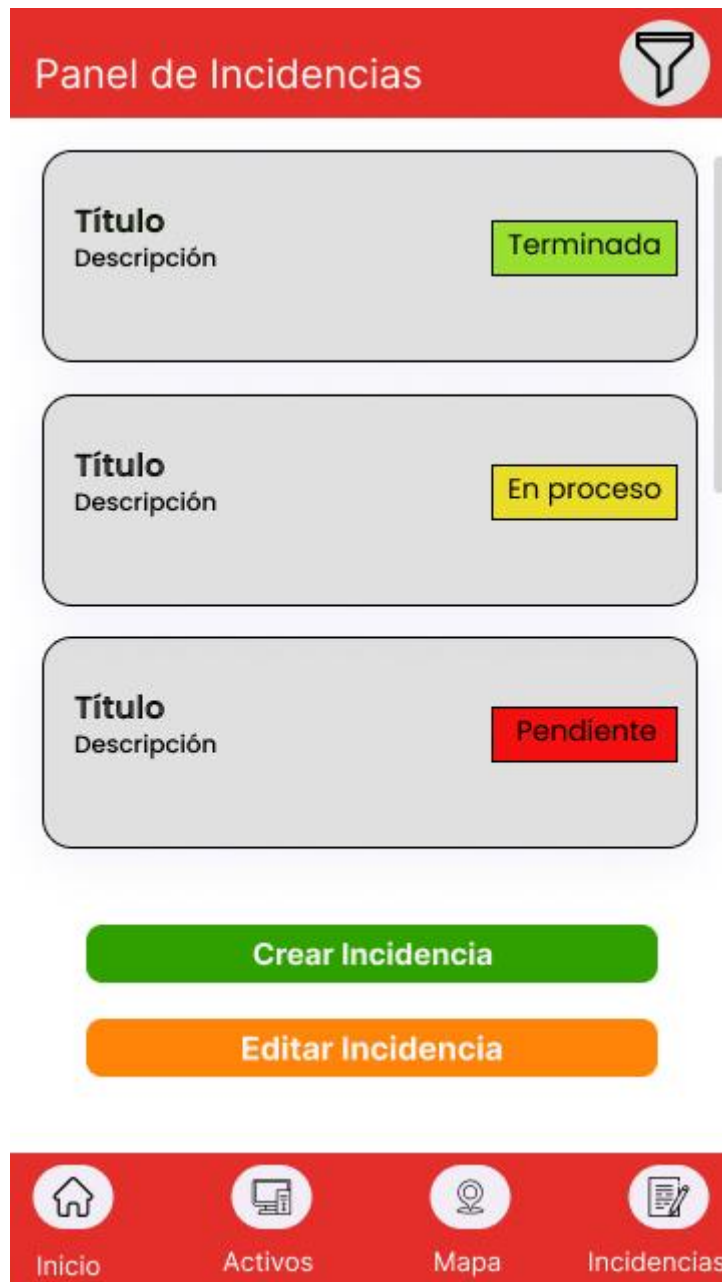 Panel de Incidencias
Título
Descripción
Terminada
Título
Descripción
En proceso
Título
Descripción
Pendiente
Crear Incidencia
Editar Incidencia
Inicio
Activos
Mapa
Incidencias